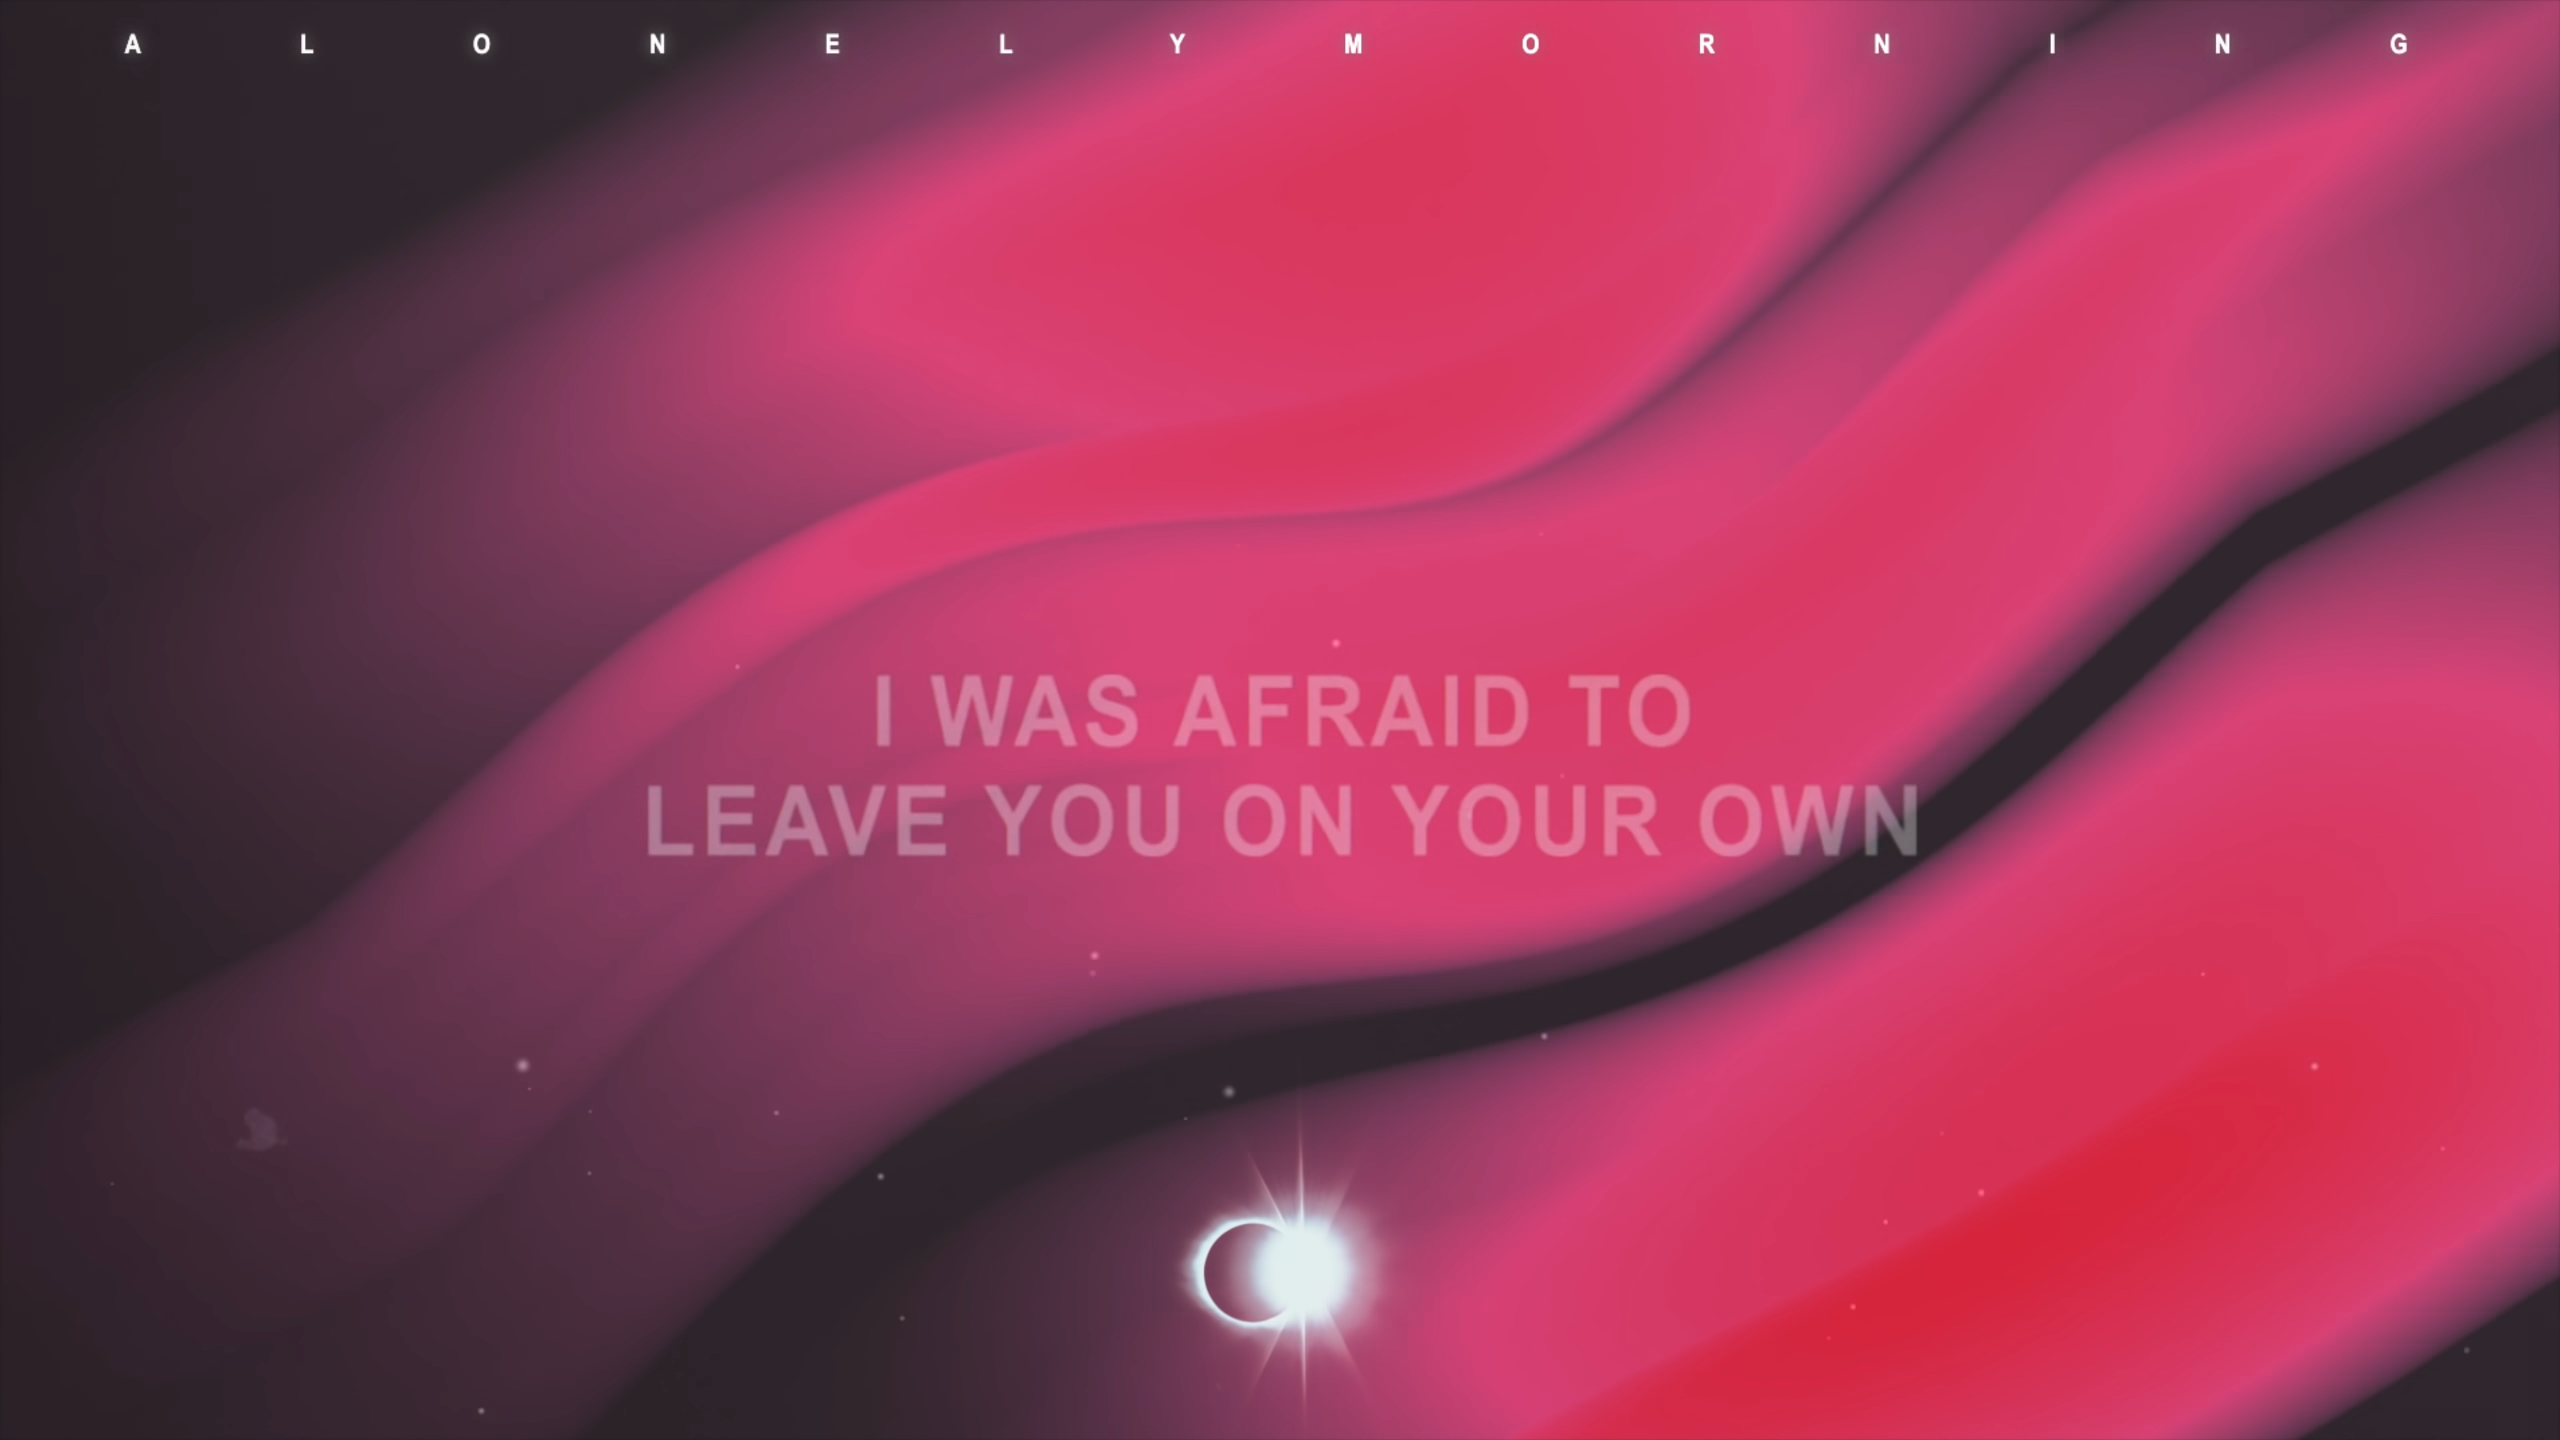 A L O N E L Y M O R N I N G
I WAS AFRAID TO
LEAVE YOU ON YOUR OWN